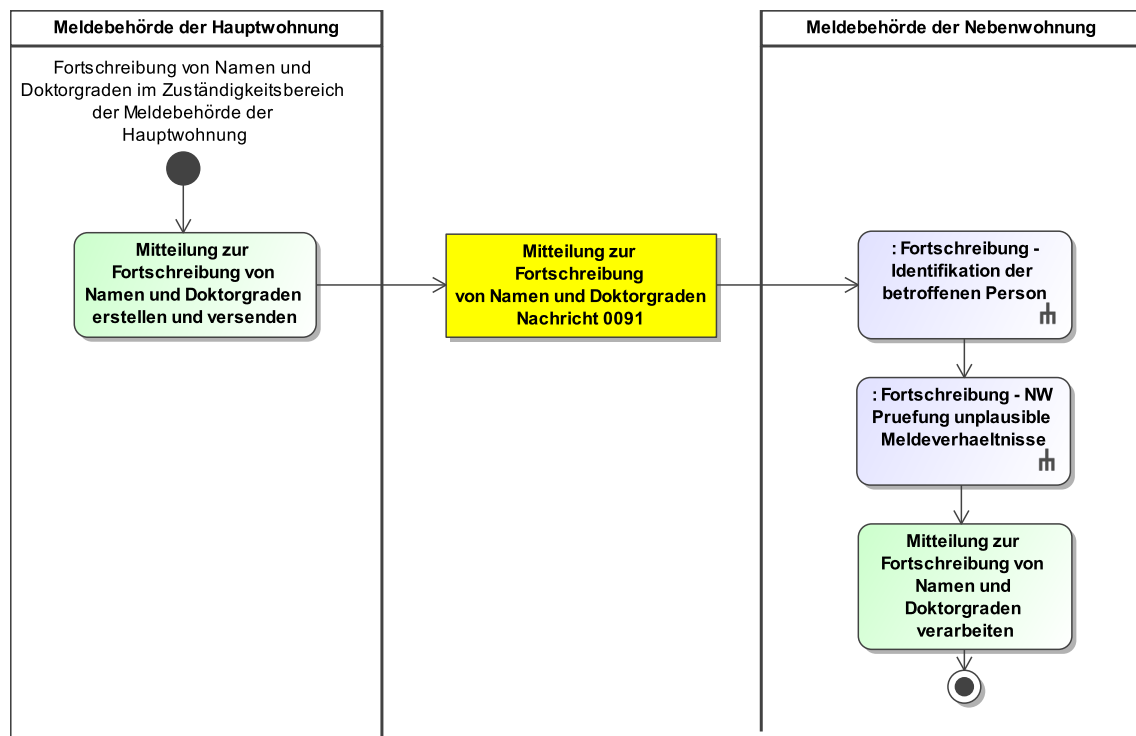 Meldebehörde der Hauptwohnung
Fortschreibung von Namen und
Doktorgraden im Zuständigkeitsbereich
der Meldebehörde der
Hauptwohnung
Mitteilung zur
Fortschreibung von
Namen und Doktorgraden
erstellen und versenden
Mitteilung zur
Fortschreibung
von Namen und Doktorgraden
Nachricht 0091
Meldebehörde der Nebenwohnung
: Fortschreibung -
Identifikation der
betroffenen Person
: Fortschreibung - NW
Pruefung unplausible
Meldeverhaeltnisse
Mitteilung zur
Fortschreibung von
Namen und
Doktorgraden
verarbeiten